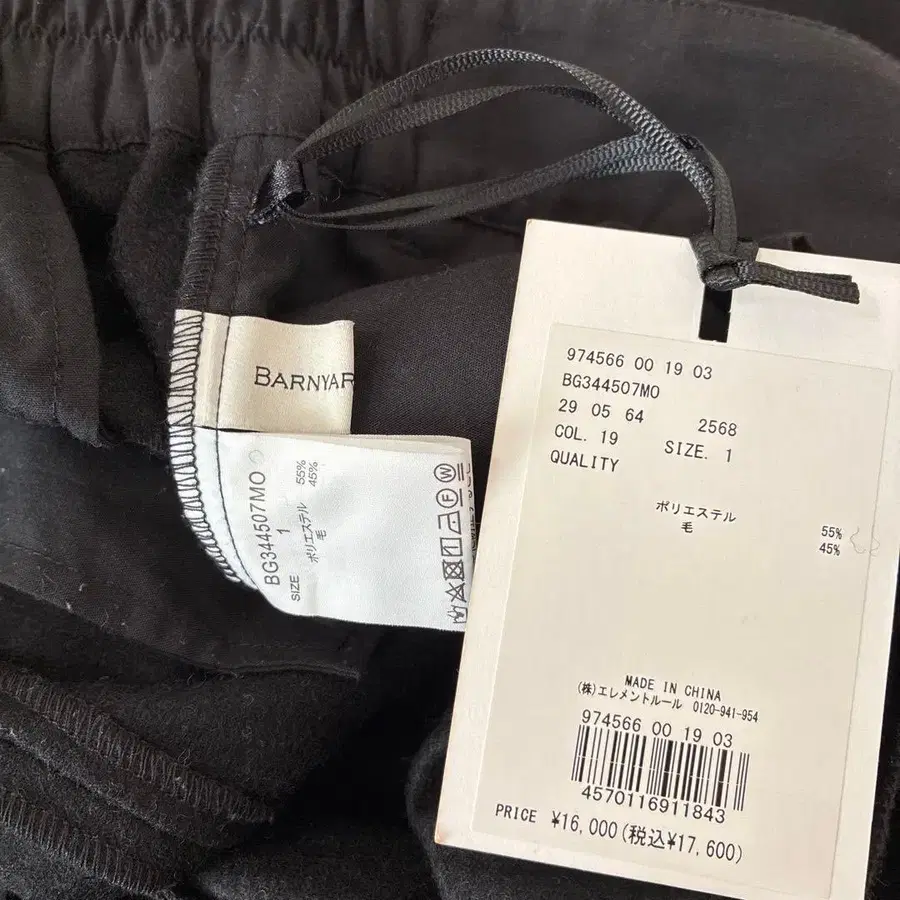 BARNYAR
BG344507MO
SIZE 1
ポリエステル 55%
毛 45%
974566 00 19 03
BG344507MO
29 05 64 2568
COL. 19 SIZE. 1
QUALITY
ポリエステル 55%
毛 45%
MADE IN CHINA
(株)エレメントルール 0120-941-954
974566 00 19 03
4570116911843
PRICE ¥16,000(税込¥17,600)